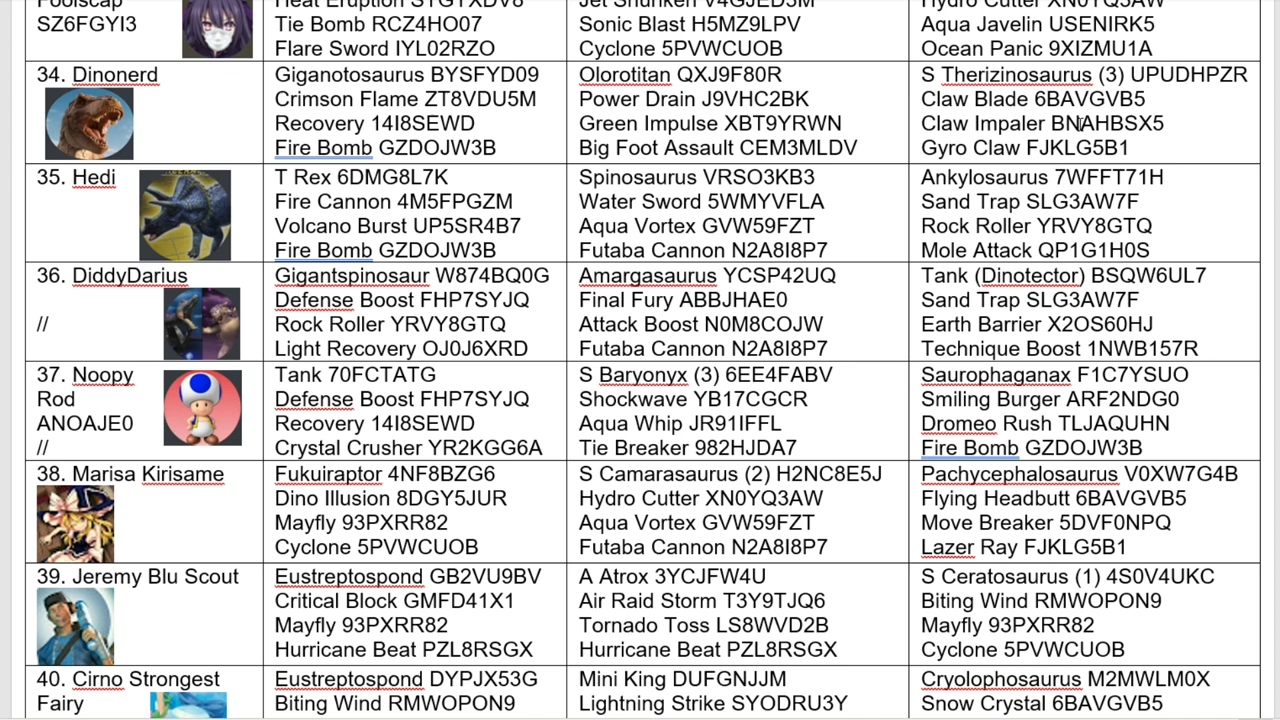 Foolscap
SZ6FGYI3
Tie Bomb RCZ4HO07
Flare Sword IYL02RZO
Sonic Blast H5MZ9LPV
Cyclone 5PVWCUOB
Aqua Javelin USENIRK5
Ocean Panic 9XIZMU1A
34. Dinonerd
Giganotosaurus BYSFYD09
Crimson Flame ZT8VDU5M
Recovery 14I8SEWD
Fire Bomb GZDOJW3B
Olorotitan QXJ9F80R
Power Drain J9VHC2BK
Green Impulse XBT9YRWN
Big Foot Assault CEM3MLDV
S Therizinosaurus (3) UPUDHPZR
Claw Blade 6BAVGVB5
Claw Impaler BNAHBSX5
Gyro Claw FJKLG5B1
35. Hedi
T Rex 6DMG8L7K
Fire Cannon 4M5FPGZM
Volcano Burst UP5SR4B7
Fire Bomb GZDOJW3B
Spinosaurus VRSO3KB3
Water Sword 5WMYVFLA
Aqua Vortex GVW59FZT
Futaba Cannon N2A8I8P7
Ankylosaurus 7WFFT71H
Sand Trap SLG3AW7F
Rock Roller YRVY8GTQ
Mole Attack QP1G1H0S
36. DiddyDarius
//
Gigantspinosaur W874BQ0G
Defense Boost FHP7SYJQ
Rock Roller YRVY8GTQ
Light Recovery OJ0J6XRD
Amargasaurus YCSP42UQ
Final Fury ABBJHAE0
Attack Boost N0M8COJW
Futaba Cannon N2A8I8P7
Tank (Dinotector) BSQW6UL7
Sand Trap SLG3AW7F
Earth Barrier X2OS60HJ
Technique Boost 1NWB157R
37. Noopy
Rod
ANOAJE0
//
Tank 70FCTATG
Defense Boost FHP7SYJQ
Recovery 14I8SEWD
Crystal Crusher YR2KGG6A
S Baryonyx (3) 6EE4FABV
Shockwave YB17CGCR
Aqua Whip JR91IFFL
Tie Breaker 982HJDA7
Saurophaganax F1C7YSUO
Smiling Burger ARF2NDG0
Dromeo Rush TLJAQUHN
Fire Bomb GZDOJW3B
38. Marisa Kirisame
Fukuiraptor 4NF8BZG6
Dino Illusion 8DGY5JUR
Mayfly 93PXRR82
Cyclone 5PVWCUOB
S Camarasaurus (2) H2NC8E5J
Hydro Cutter XN0YQ3AW
Aqua Vortex GVW59FZT
Futaba Cannon N2A8I8P7
Pachycephalosaurus V0XW7G4B
Flying Headbutt 6BAVGVB5
Move Breaker 5DVF0NPQ
Lazer Ray FJKLG5B1
39. Jeremy Blu Scout
Eustreptospond GB2VU9BV
Critical Block GMFD41X1
Mayfly 93PXRR82
Hurricane Beat PZL8RSGX
A Atrox 3YCJFW4U
Air Raid Storm T3Y9TJQ6
Tornado Toss LS8WVD2B
Hurricane Beat PZL8RSGX
S Ceratosaurus (1) 4S0V4UKC
Biting Wind RMWOPON9
Mayfly 93PXRR82
Cyclone 5PVWCUOB
40. Cirno Strongest
Fairy
Eustreptospond DYPJX53G
Biting Wind RMWOPON9
Mini King DUFGNJJM
Lightning Strike SYODRU3Y
Cryolophosaurus M2MWLM0X
Snow Crystal 6BAVGVB5